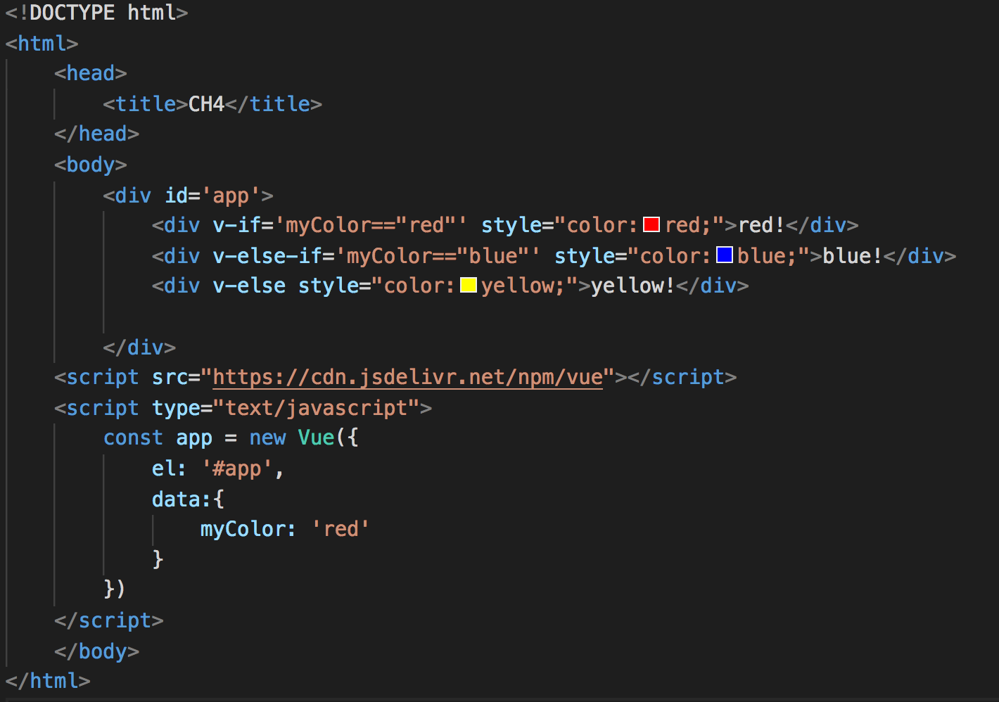 <!DOCTYPE html>
<html>
    <head>
        <title>CH4</title>
    </head>
    <body>
        <div id='app'>
            <div v-if='myColor=="red"' style="color:red;">red!</div>
            <div v-else-if='myColor=="blue"' style="color:blue;">blue!</div>
            <div v-else style="color:yellow;">yellow!</div>

        </div>
    <script src="https://cdn.jsdelivr.net/npm/vue"></script>
    <script type="text/javascript">
        const app = new Vue({
            el: '#app',
            data:{
                myColor: 'red'
            }
        })
    </script>
    </body>
</html>